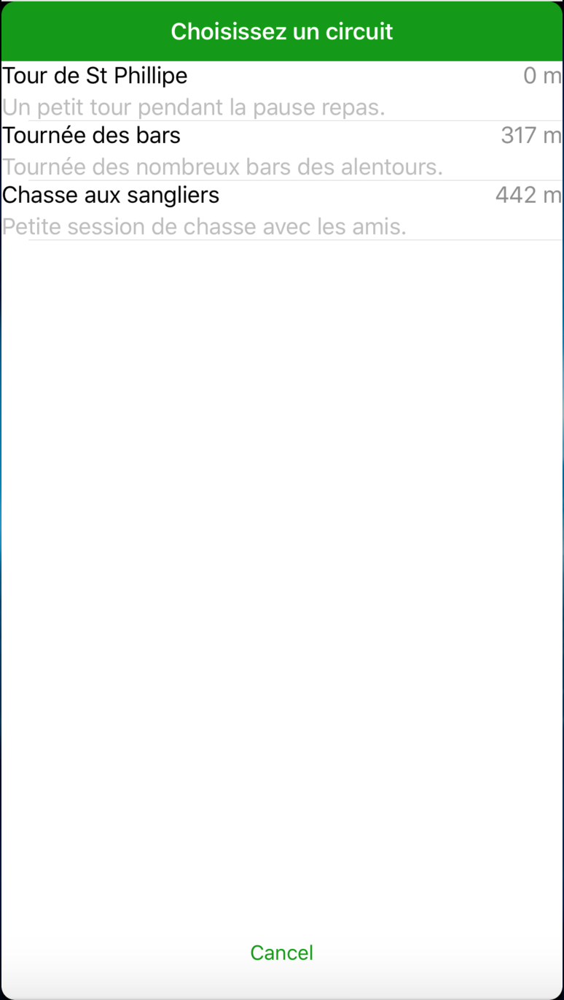 Choisissez un circuit
Tour de St Phillipe 0 m
Un petit tour pendant la pause repas.
Tournée des bars 317 m
Tournée des nombreux bars des alentours.
Chasse aux sangliers 442 m
Petite session de chasse avec les amis.
Cancel